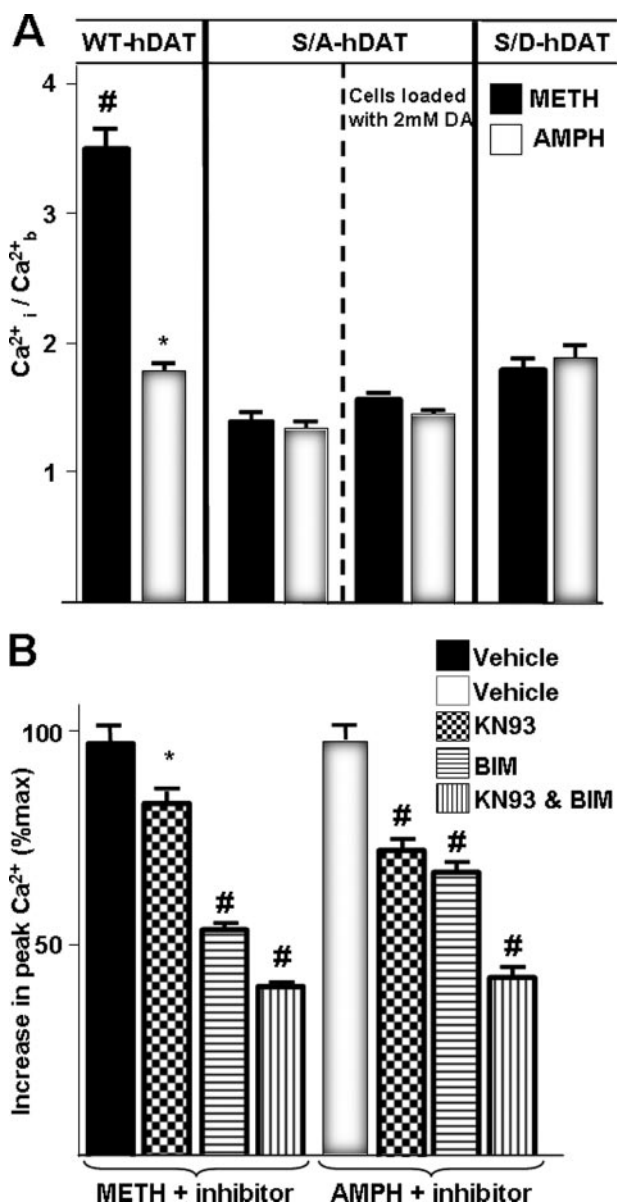 A
WT-hDAT
S/A-hDAT
S/D-hDAT
Cells loaded
with 2mM DA
METH
AMPH
#
*
4
3
2
1
Ca²⁺ᵢ / Ca²⁺b
B
Vehicle
Vehicle
KN93
BIM
KN93 & BIM
100
50
*
#
#
#
#
#
Increase in peak Ca²⁺ (%max)
METH + inhibitor
AMPH + inhibitor